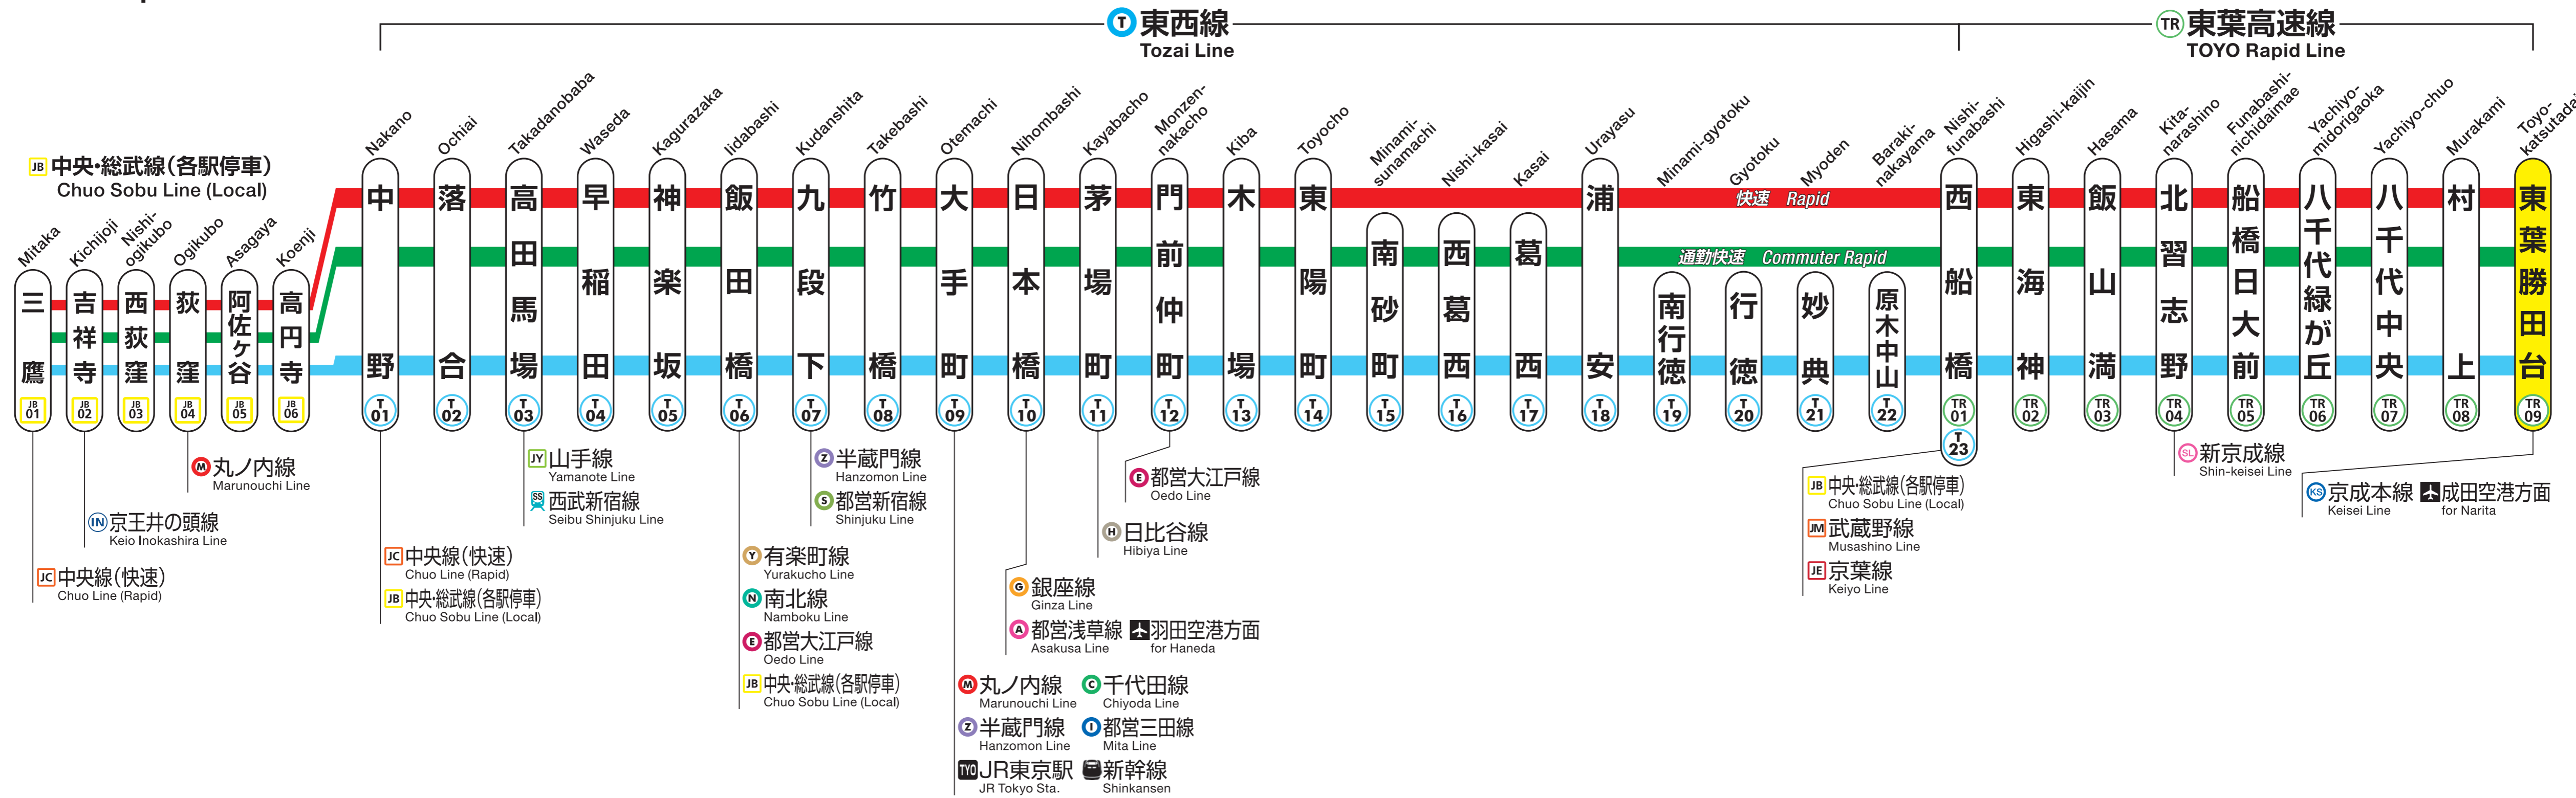 T 東西線
Tozai Line
TR 東葉高速線
TOYO Rapid Line
JB 中央・総武線(各駅停車)
Chuo Sobu Line (Local)
Mitaka
三鷹
JB 01
Kichijoji
吉祥寺
JB 02
Nishi-
ogikubo
西荻窪
JB 03
Ogikubo
荻窪
JB 04
Asagaya
阿佐ケ谷
JB 05
Koenji
高円寺
JB 06
Nakano
中野
T 01
Ochiai
落合
T 02
Takadanobaba
高田馬場
T 03
Waseda
早稲田
T 04
Kagurazaka
神楽坂
T 05
Iidabashi
飯田橋
T 06
Kudanshita
九段下
T 07
Takebashi
竹橋
T 08
Otemachi
大手町
T 09
Nihombashi
日本橋
T 10
Kayabacho
茅場町
T 11
Monzen-
nakacho
門前仲町
T 12
Kiba
木場
T 13
Toyocho
東陽町
T 14
Minami-
sunamachi
南砂町
T 15
Nishi-kasai
西葛西
T 16
Kasai
葛西
T 17
Urayasu
浦安
T 18
快速 Rapid
通勤快速 Commuter Rapid
Minami-gyotoku
南行徳
T 19
Gyotoku
行徳
T 20
Myoden
妙典
T 21
Baraki-
nakayama
原木中山
T 22
Nishi-
funabashi
西船橋
TR 01
T 23
Higashi-kaijin
東海神
TR 02
Hasama
飯山満
TR 03
Kita-
narashino
北習志野
TR 04
Funabashi-
nichidaimae
船橋日大前
TR 05
Yachiyo-
midorigaoka
八千代緑が丘
TR 06
Yachiyo-chuo
八千代中央
TR 07
Murakami
村上
TR 08
Toyo-
katsutadai
東葉勝田台
TR 09
JC 中央線(快速)
Chuo Line (Rapid)
IN 京王井の頭線
Keio Inokashira Line
M 丸ノ内線
Marunouchi Line
JC 中央線(快速)
Chuo Line (Rapid)
JB 中央・総武線(各駅停車)
Chuo Sobu Line (Local)
JY 山手線
Yamanote Line
SS 西武新宿線
Seibu Shinjuku Line
Y 有楽町線
Yurakucho Line
N 南北線
Namboku Line
E 都営大江戸線
Oedo Line
JB 中央・総武線(各駅停車)
Chuo Sobu Line (Local)
Z 半蔵門線
Hanzomon Line
S 都営新宿線
Shinjuku Line
M 丸ノ内線 C 千代田線
Marunouchi Line Chiyoda Line
Z 半蔵門線 I 都営三田線
Hanzomon Line Mita Line
TYO JR東京駅 新幹線
JR Tokyo Sta. Shinkansen
G 銀座線
Ginza Line
A 都営浅草線 羽田空港方面
Asakusa Line for Haneda
H 日比谷線
Hibiya Line
E 都営大江戸線
Oedo Line
JB 中央・総武線(各駅停車)
Chuo Sobu Line (Local)
JM 武蔵野線
Musashino Line
JE 京葉線
Keiyo Line
SL 新京成線
Shin-keisei Line
KS 京成本線 成田空港方面
Keisei Line for Narita